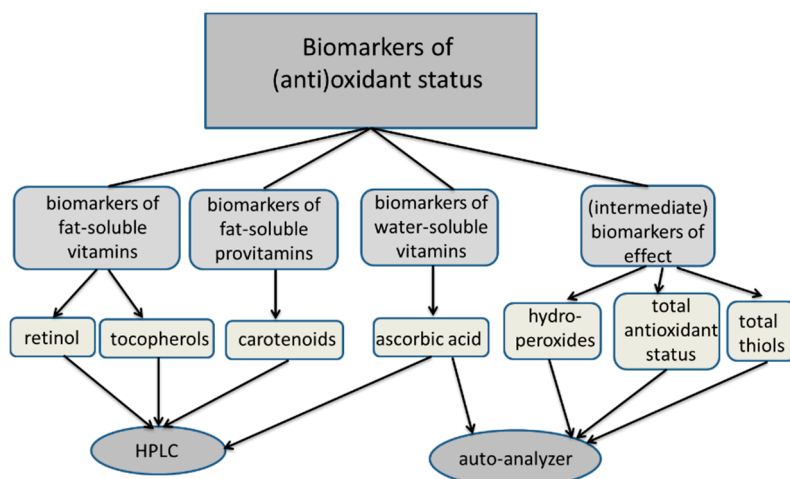 Biomarkers of
(anti)oxidant status
biomarkers of
fat-soluble
vitamins
biomarkers of
fat-soluble
provitamins
biomarkers of
water-soluble
vitamins
(intermediate)
biomarkers of
effect
retinol
tocopherols
carotenoids
ascorbic acid
hydro-
peroxides
total
antioxidant
status
total
thiols
HPLC
auto-analyzer